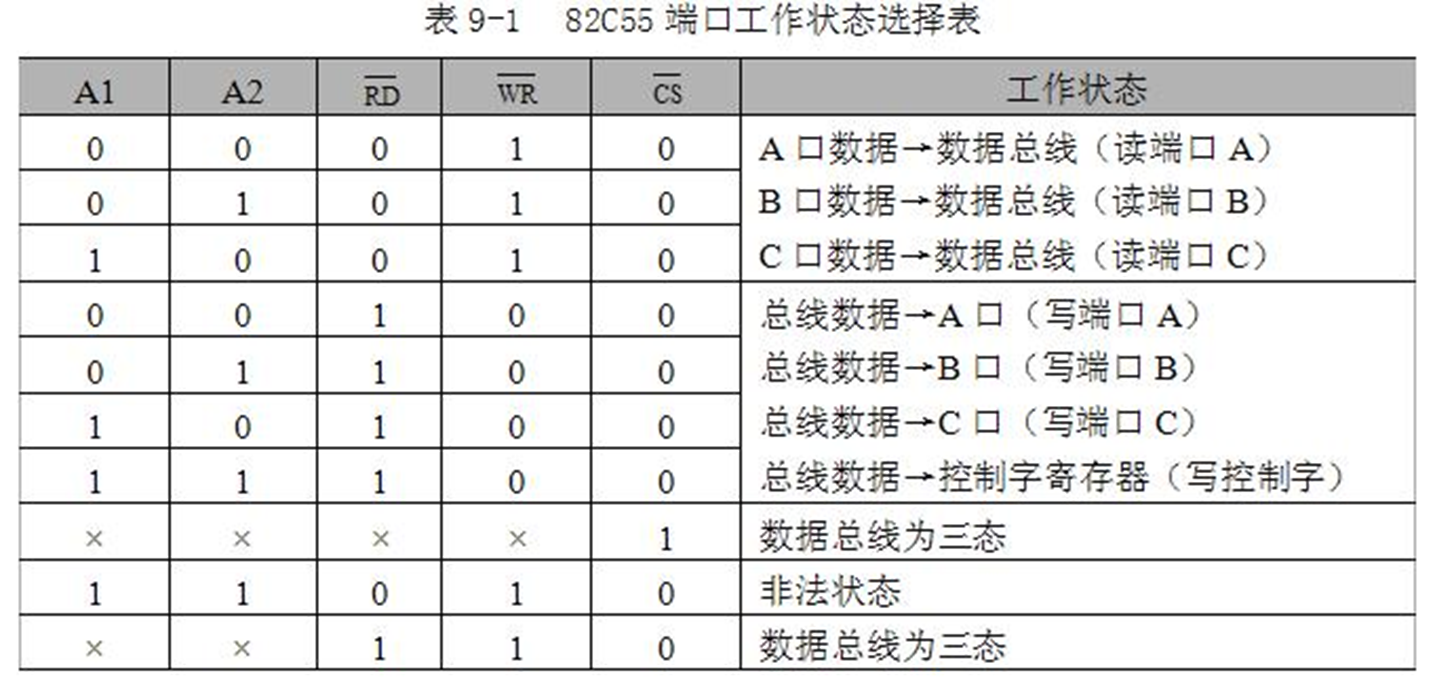 表 9-1 82C55 端口工作状态选择表
A1 A2 RD WR CS 工作状态
0 0 0 1 0 A 口数据→数据总线（读端口 A）
0 1 0 1 0 B 口数据→数据总线（读端口 B）
1 0 0 1 0 C 口数据→数据总线（读端口 C）
0 0 1 0 0 总线数据→A 口（写端口 A）
0 1 1 0 0 总线数据→B 口（写端口 B）
1 0 1 0 0 总线数据→C 口（写端口 C）
1 1 1 0 0 总线数据→控制字寄存器（写控制字）
× × × × 1 数据总线为三态
1 1 0 1 0 非法状态
× × 1 1 0 数据总线为三态